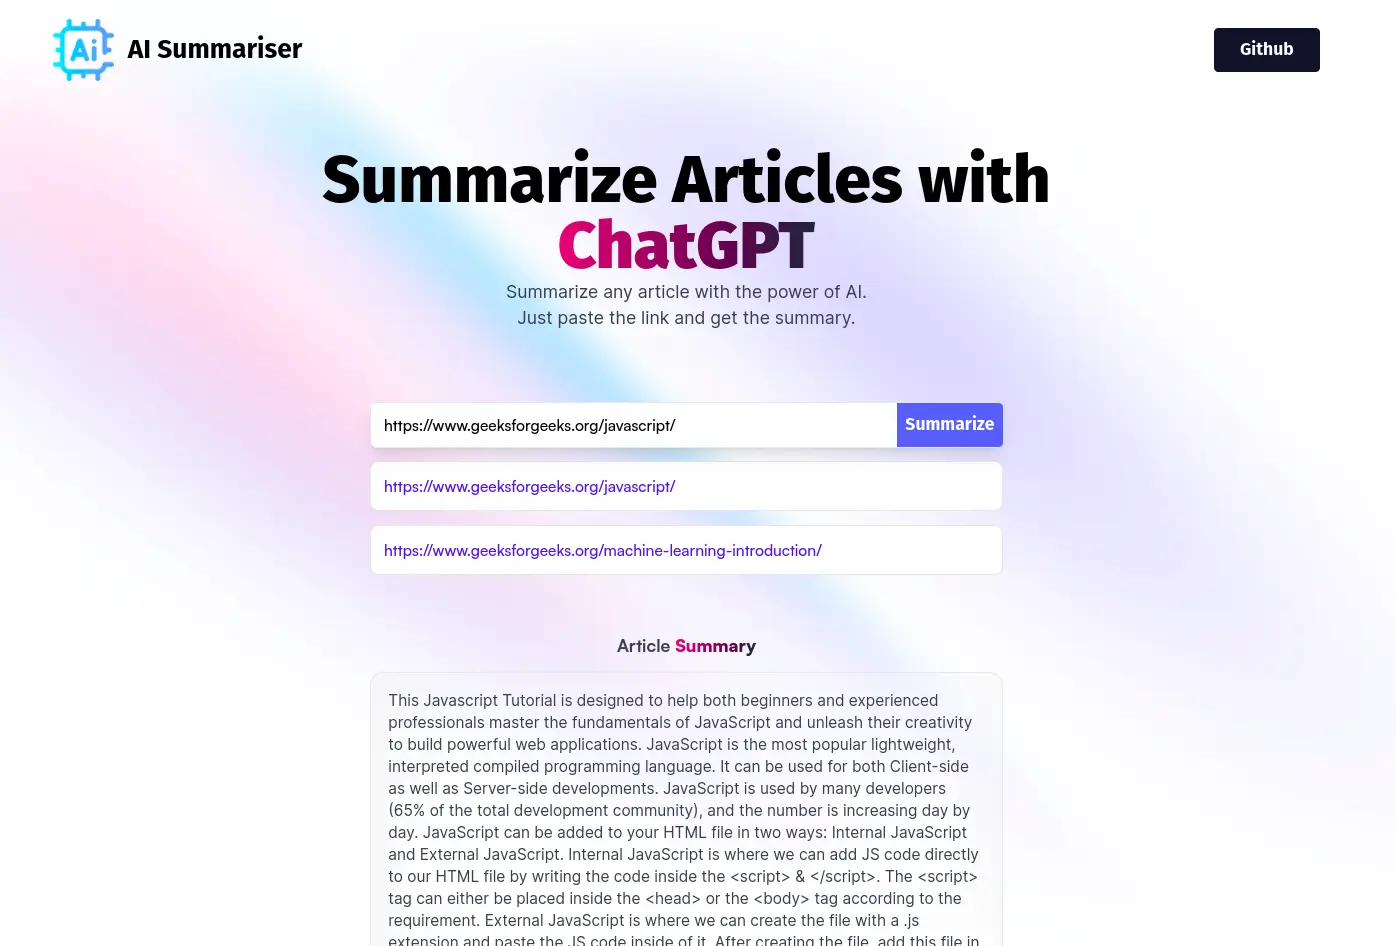 Ai
AI Summariser
Github
Summarize Articles with
ChatGPT
Summarize any article with the power of AI.
Just paste the link and get the summary.
https://www.geeksforgeeks.org/javascript/
Summarize
https://www.geeksforgeeks.org/javascript/
https://www.geeksforgeeks.org/machine-learning-introduction/
Article Summary
This Javascript Tutorial is designed to help both beginners and experienced
professionals master the fundamentals of JavaScript and unleash their creativity
to build powerful web applications. JavaScript is the most popular lightweight,
interpreted compiled programming language. It can be used for both Client-side
as well as Server-side developments. JavaScript is used by many developers
(65% of the total development community), and the number is increasing day by
day. JavaScript can be added to your HTML file in two ways: Internal JavaScript
and External JavaScript. Internal JavaScript is where we can add JS code directly
to our HTML file by writing the code inside the <script> & </script>. The <script>
tag can either be placed inside the <head> or the <body> tag according to the
requirement. External JavaScript is where we can create the file with a .js
extension and paste the JS code inside of it. After creating the file, add this file in